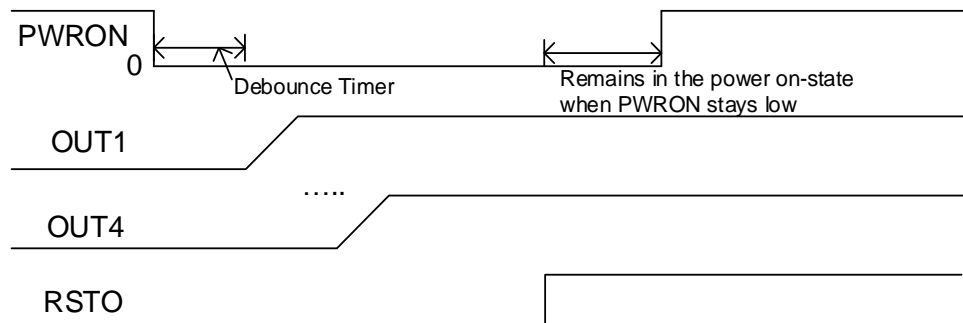 PWRON
0
Debounce Timer
Remains in the power on-state
when PWRON stays low
OUT1
.....
OUT4
RSTO